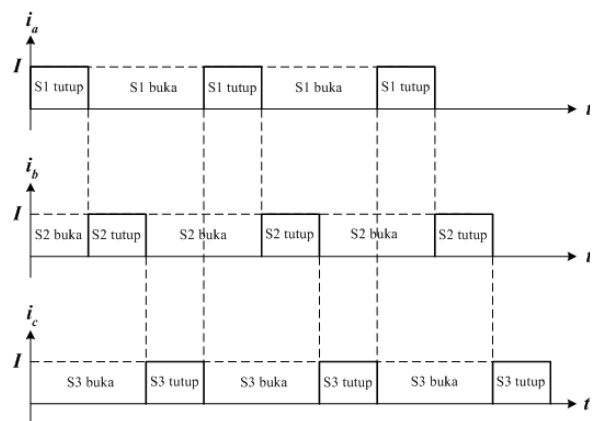 i_a
I
S1 tutup S1 buka S1 tutup S1 buka S1 tutup
t
i_b
I
S2 buka S2 tutup S2 buka S2 tutup S2 buka S2 tutup
t
i_c
I
S3 buka S3 tutup S3 buka S3 tutup S3 buka S3 tutup
t